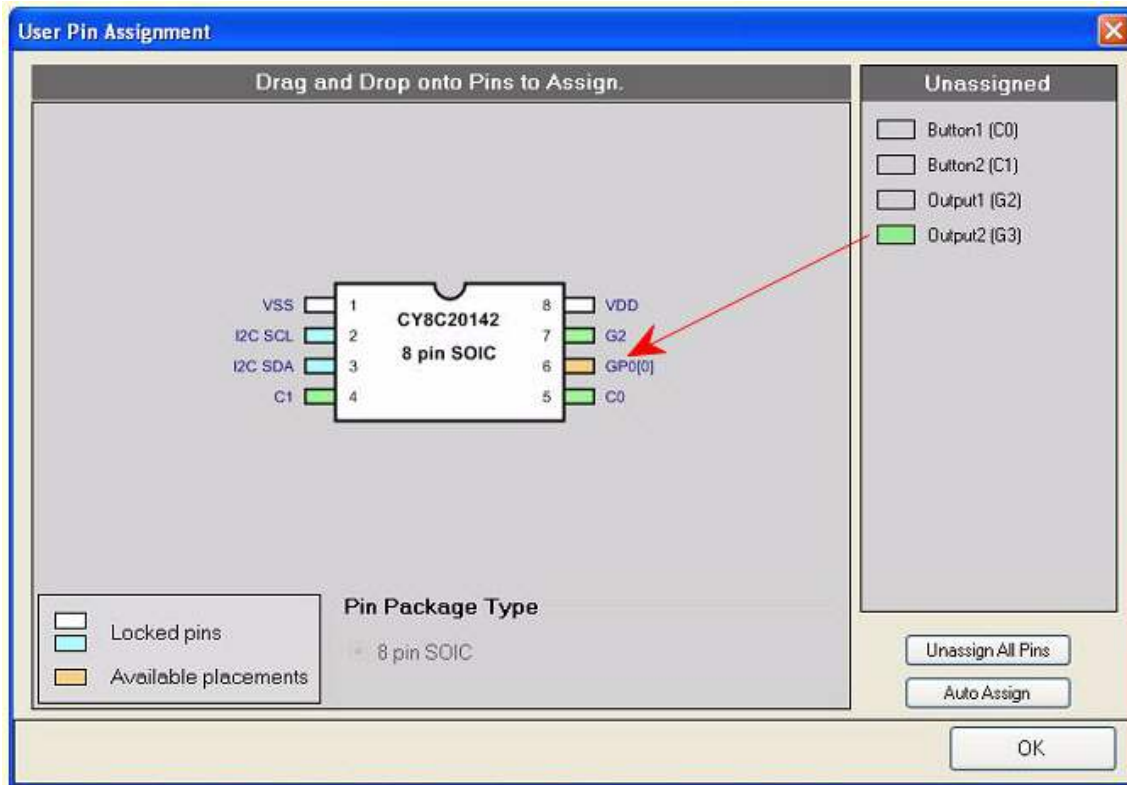 User Pin Assignment
Drag and Drop onto Pins to Assign.
Unassigned
Button1 (C0)
Button2 (C1)
Output1 (G2)
Output2 (G3)
VSS 1 CY8C20142 8 VDD
I2C SCL 2 7 G2
8 pin SOIC
I2C SDA 3 6 GP0[0]
C1 4 5 C0
Locked pins
Available placements
Pin Package Type
8 pin SOIC
Unassign All Pins
Auto Assign
OK